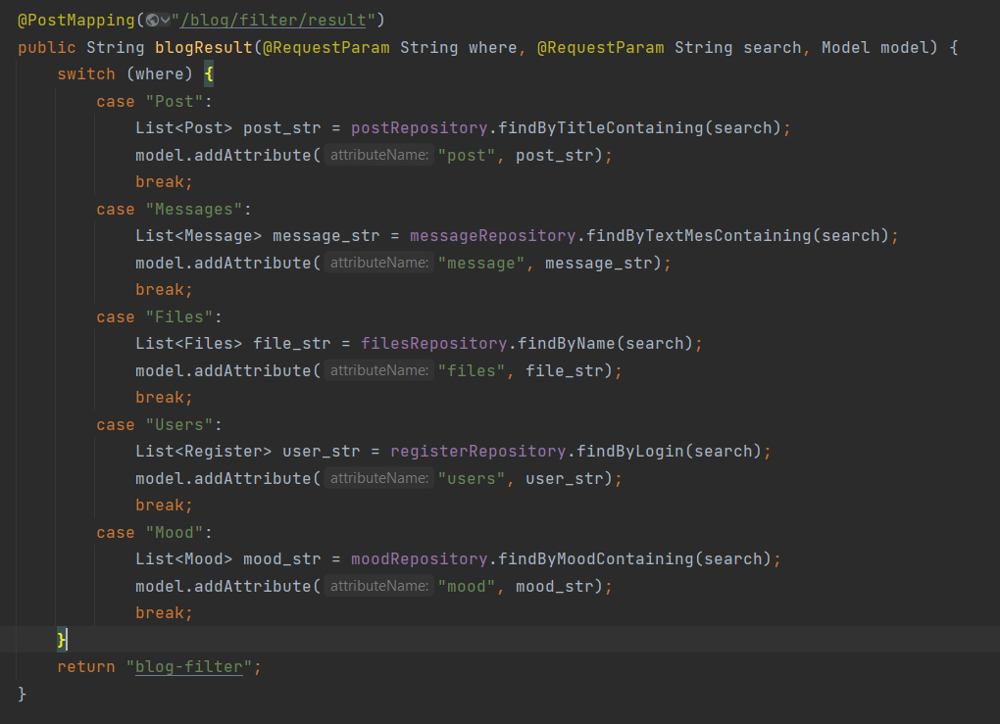 @PostMapping("/blog/filter/result")
public String blogResult(@RequestParam String where, @RequestParam String search, Model model) {
    switch (where) {
        case "Post":
            List<Post> post_str = postRepository.findByTitleContaining(search);
            model.addAttribute( attributeName: "post", post_str);
            break;
        case "Messages":
            List<Message> message_str = messageRepository.findByTextMesContaining(search);
            model.addAttribute( attributeName: "message", message_str);
            break;
        case "Files":
            List<Files> file_str = filesRepository.findByName(search);
            model.addAttribute( attributeName: "files", file_str);
            break;
        case "Users":
            List<Register> user_str = registerRepository.findByLogin(search);
            model.addAttribute( attributeName: "users", user_str);
            break;
        case "Mood":
            List<Mood> mood_str = moodRepository.findByMoodContaining(search);
            model.addAttribute( attributeName: "mood", mood_str);
            break;
    }
    return "blog-filter";
}